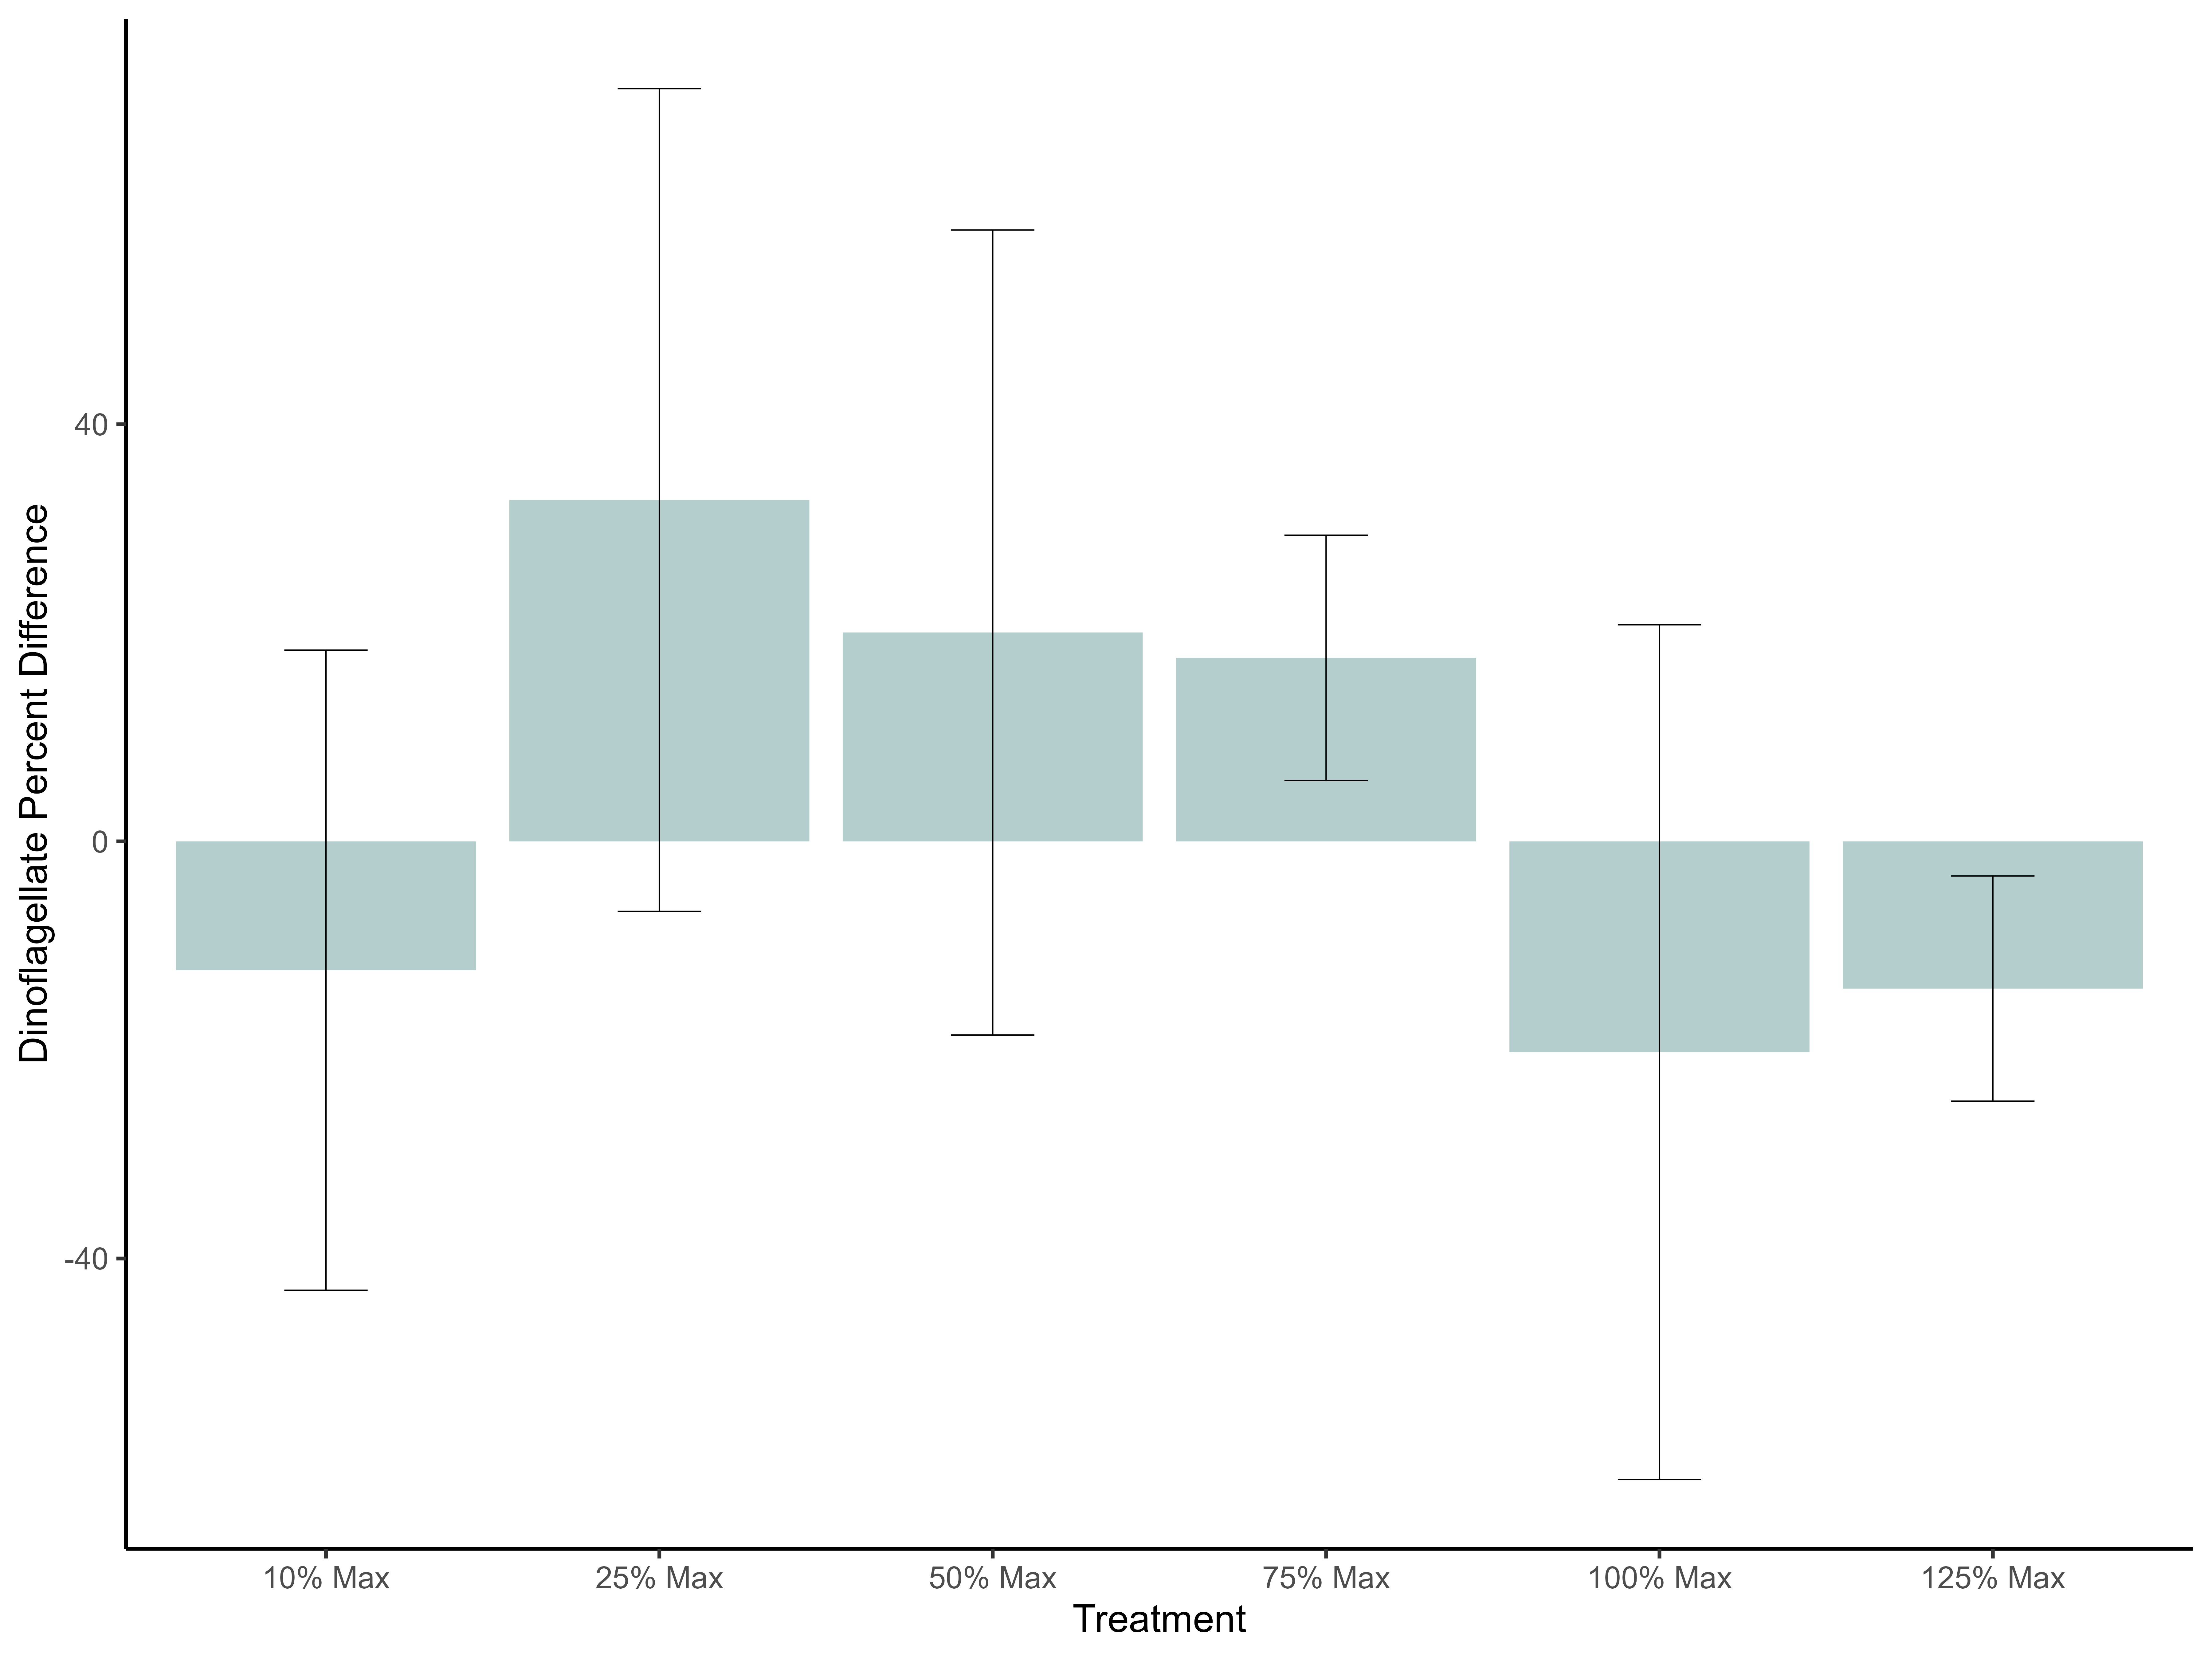 Dinoflagellate Percent Difference
40
0
-40
10% Max
25% Max
50% Max
75% Max
100% Max
125% Max
Treatment